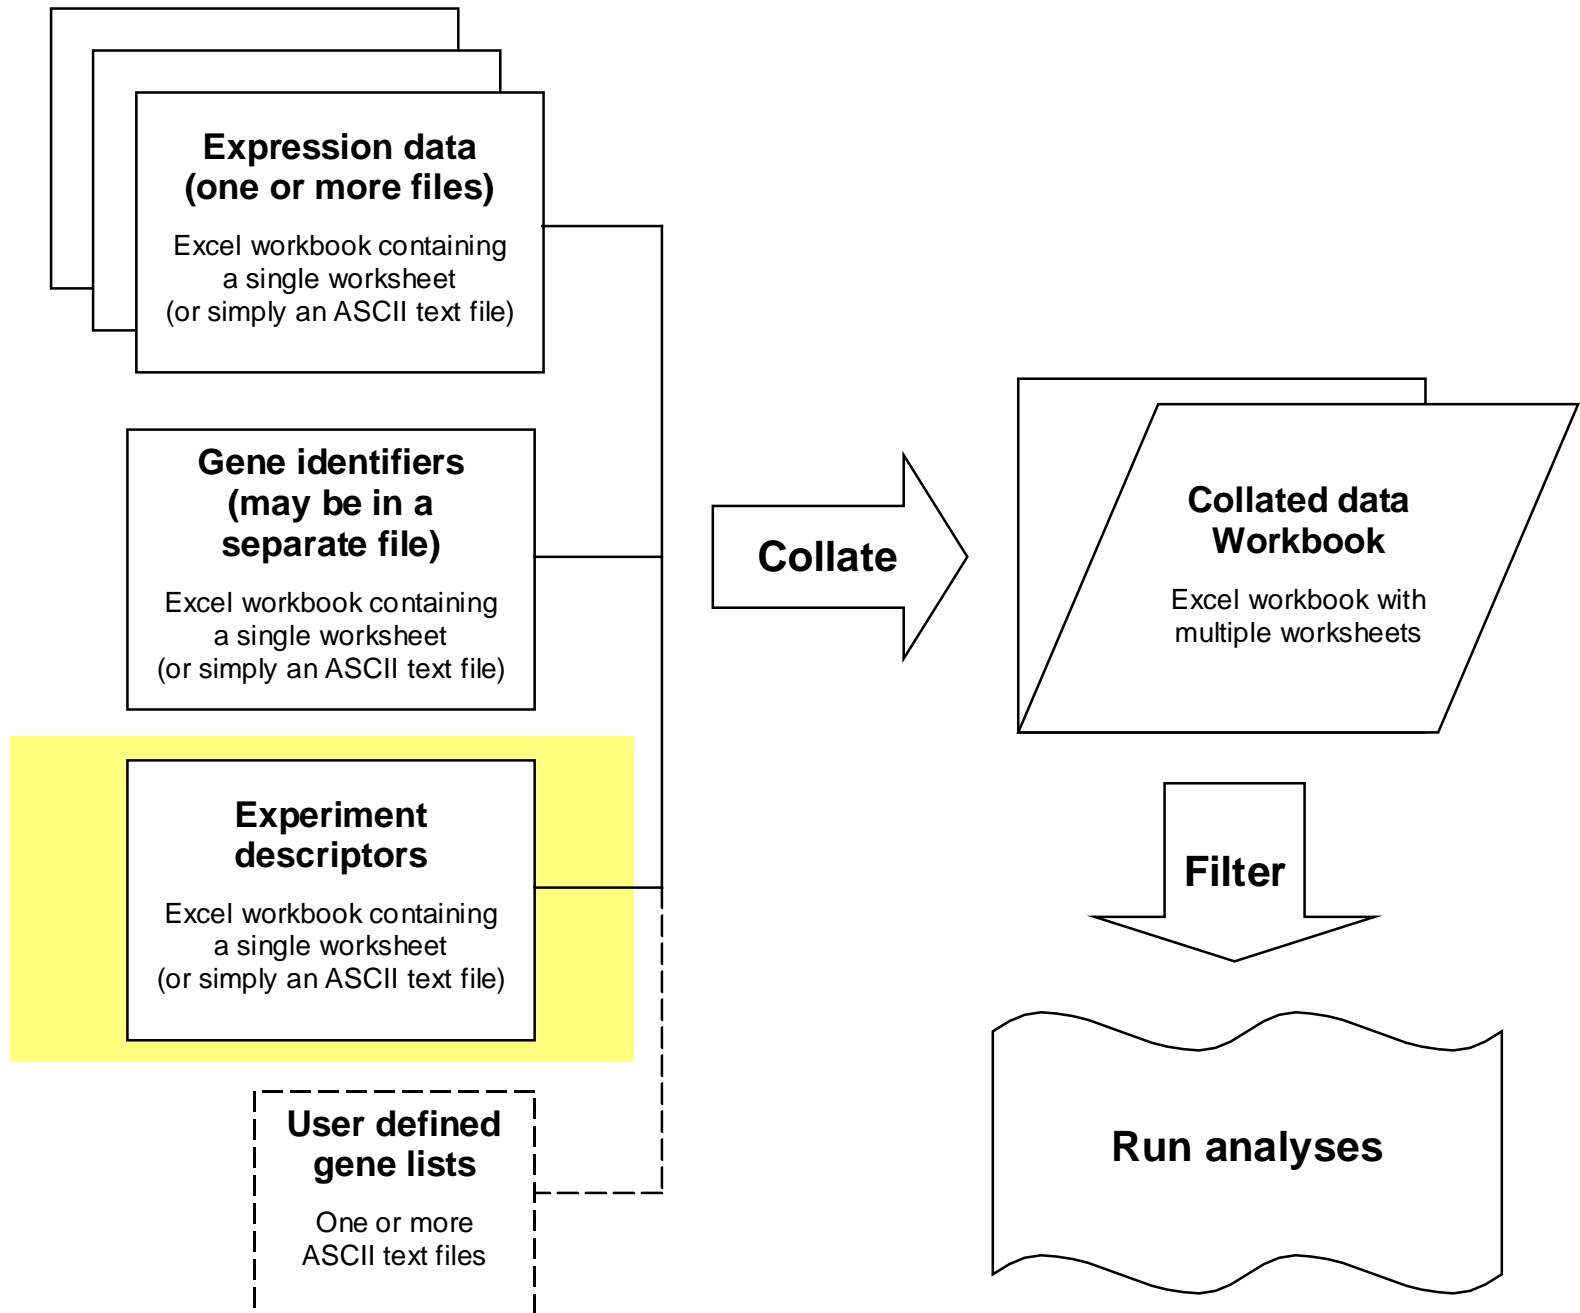 Expression data
(one or more files)
Excel workbook containing
a single worksheet
(or simply an ASCII text file)
Gene identifiers
(may be in a
separate file)
Excel workbook containing
a single worksheet
(or simply an ASCII text file)
Experiment
descriptors
Excel workbook containing
a single worksheet
(or simply an ASCII text file)
User defined
gene lists
One or more
ASCII text files
Collate
Collated data
Workbook
Excel workbook with
multiple worksheets
Filter
Run analyses